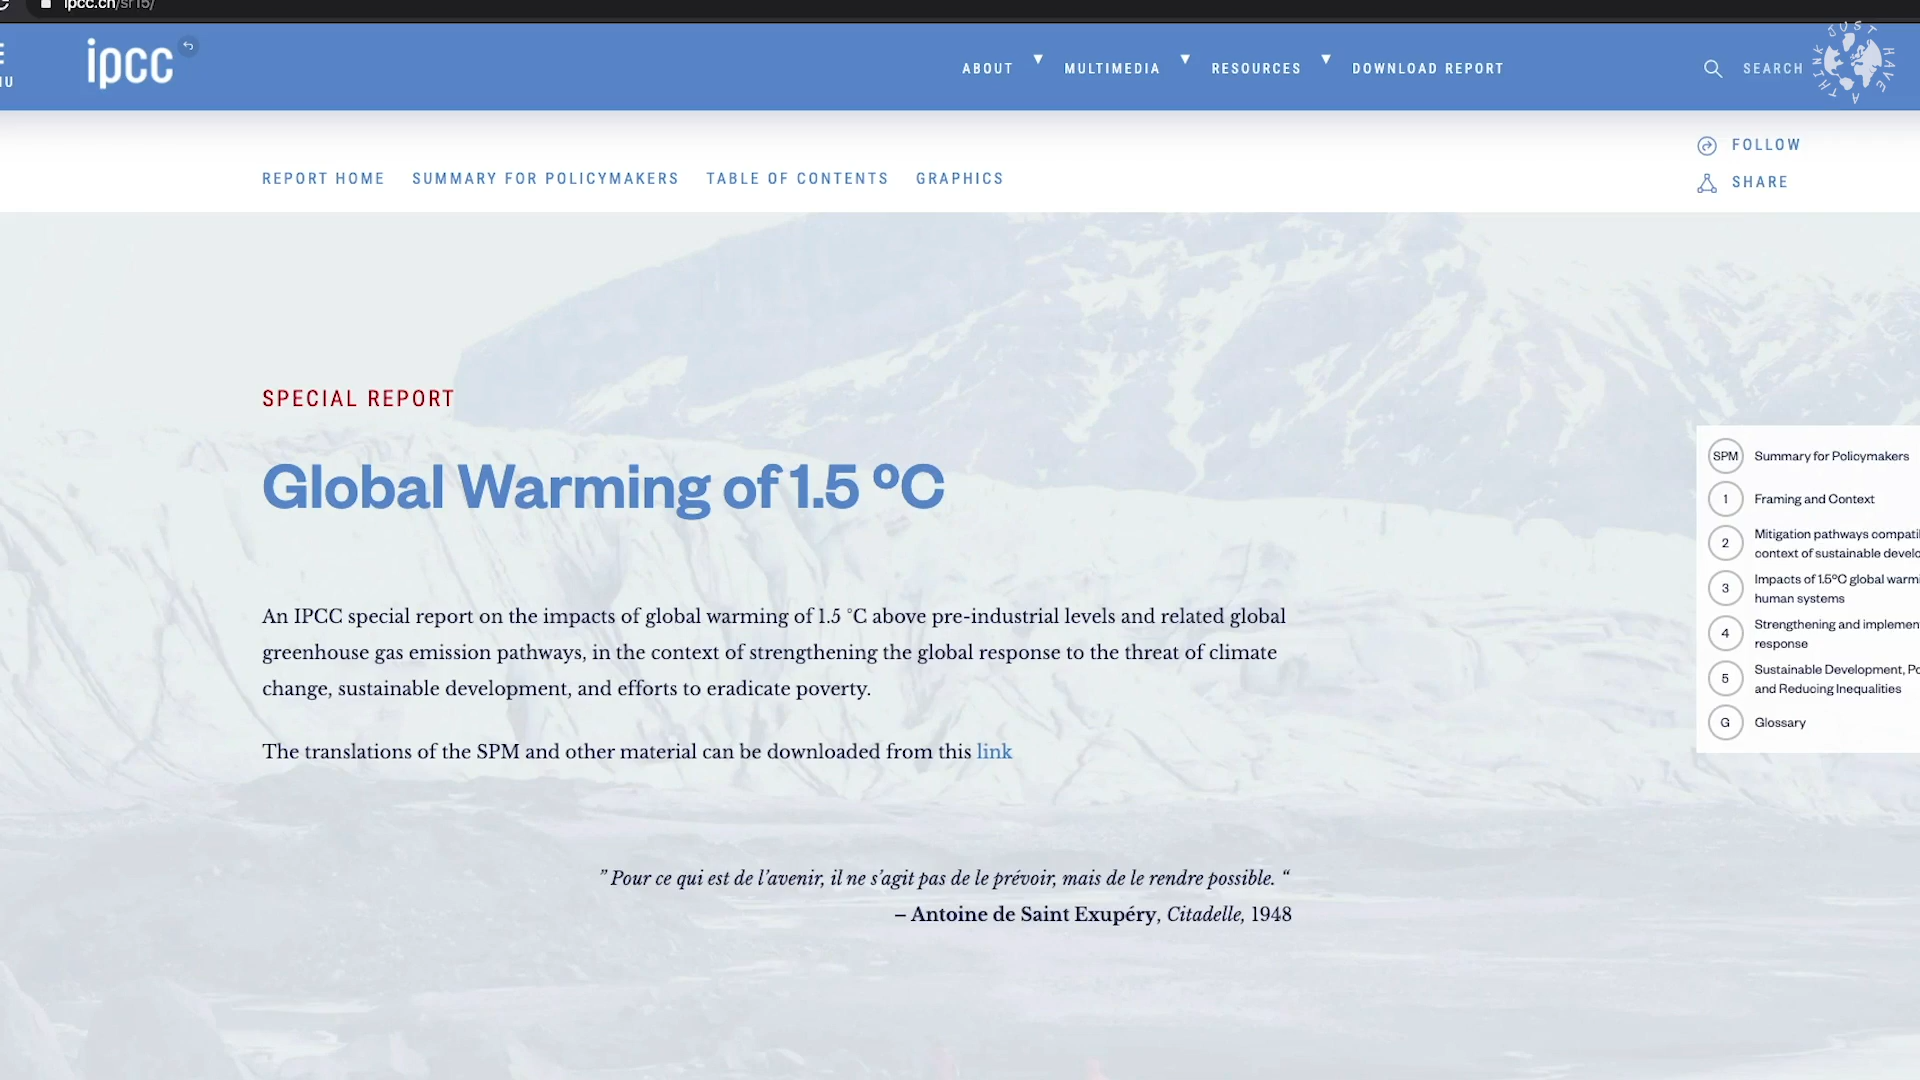 ipcc.ch/sr15/
ipcc
ABOUT
MULTIMEDIA
RESOURCES
DOWNLOAD REPORT
SEARCH
JUST HAVE A THINK
FOLLOW
SHARE
REPORT HOME
SUMMARY FOR POLICYMAKERS
TABLE OF CONTENTS
GRAPHICS
SPECIAL REPORT
Global Warming of 1.5 ºC
An IPCC special report on the impacts of global warming of 1.5 °C above pre-industrial levels and related global
greenhouse gas emission pathways, in the context of strengthening the global response to the threat of climate
change, sustainable development, and efforts to eradicate poverty.
The translations of the SPM and other material can be downloaded from this link
” Pour ce qui est de l’avenir, il ne s’agit pas de le prévoir, mais de le rendre possible. “
– Antoine de Saint Exupéry, Citadelle, 1948
SPM Summary for Policymakers
1 Framing and Context
2 Mitigation pathways
context of sustainable
3 Impacts of 1.5ºC global
human systems
4 Strengthening and
response
5 Sustainable Development,
and Reducing Inequalities
G Glossary